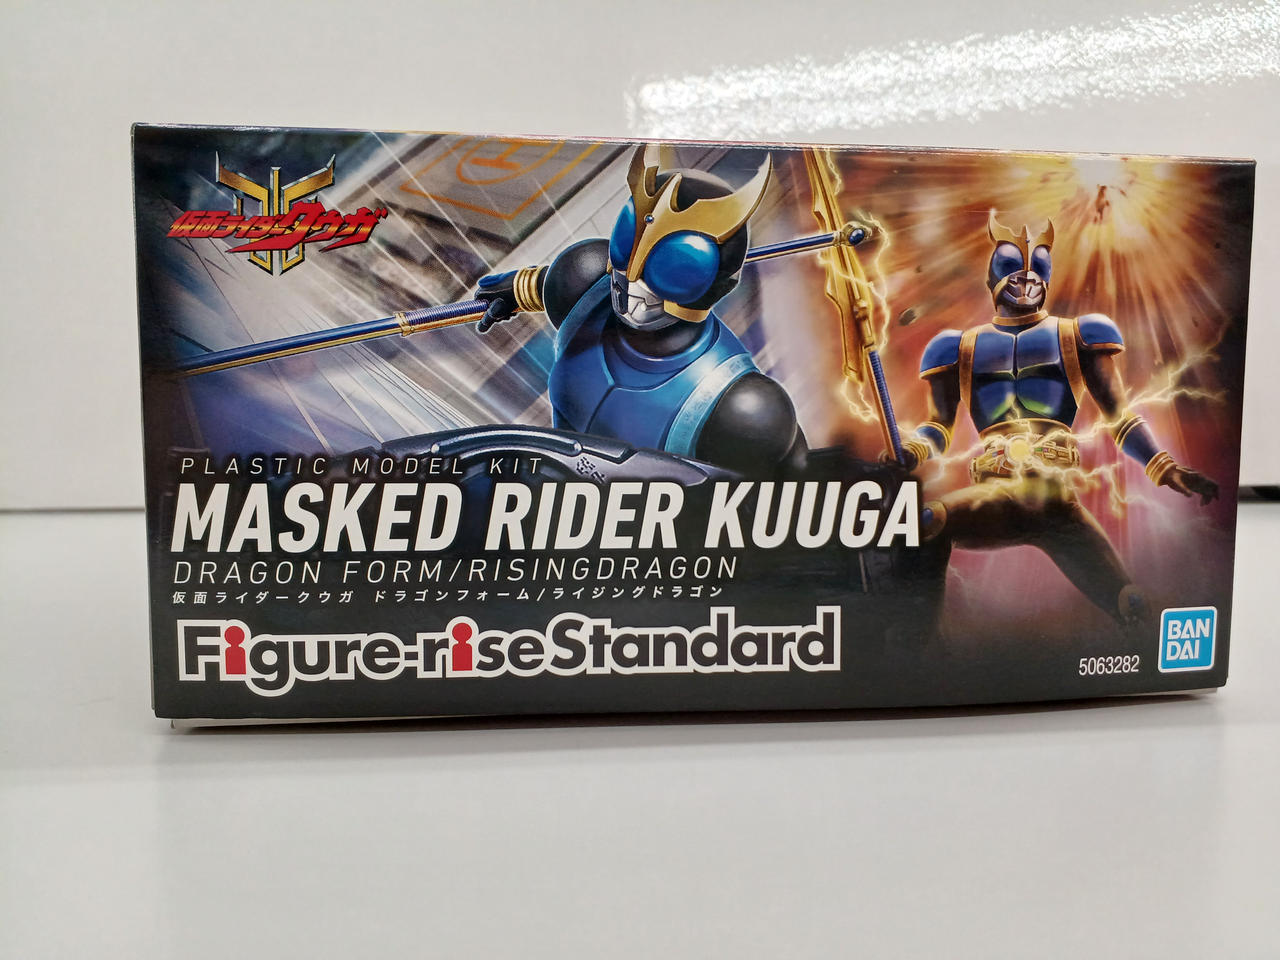 仮面ライダークウガ
PLASTIC MODEL KIT
MASKED RIDER KUUGA
DRAGON FORM/RISINGDRAGON
仮面ライダークウガ ドラゴンフォーム/ライジングドラゴン
Figure-riseStandard
5063282
BAN
DAI